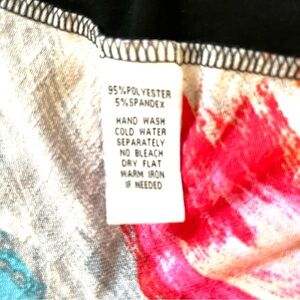 95% POLYESTER
5% SPANDEX
HAND WASH
COLD WATER
SEPARATELY
NO BLEACH
DRY FLAT
WARM IRON
IF NEEDED